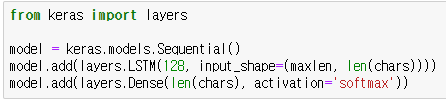 from keras import layers
model = keras.models.Sequential()
model.add(layers.LSTM(128, input_shape=(maxlen, len(chars))))
model.add(layers.Dense(len(chars), activation='softmax'))